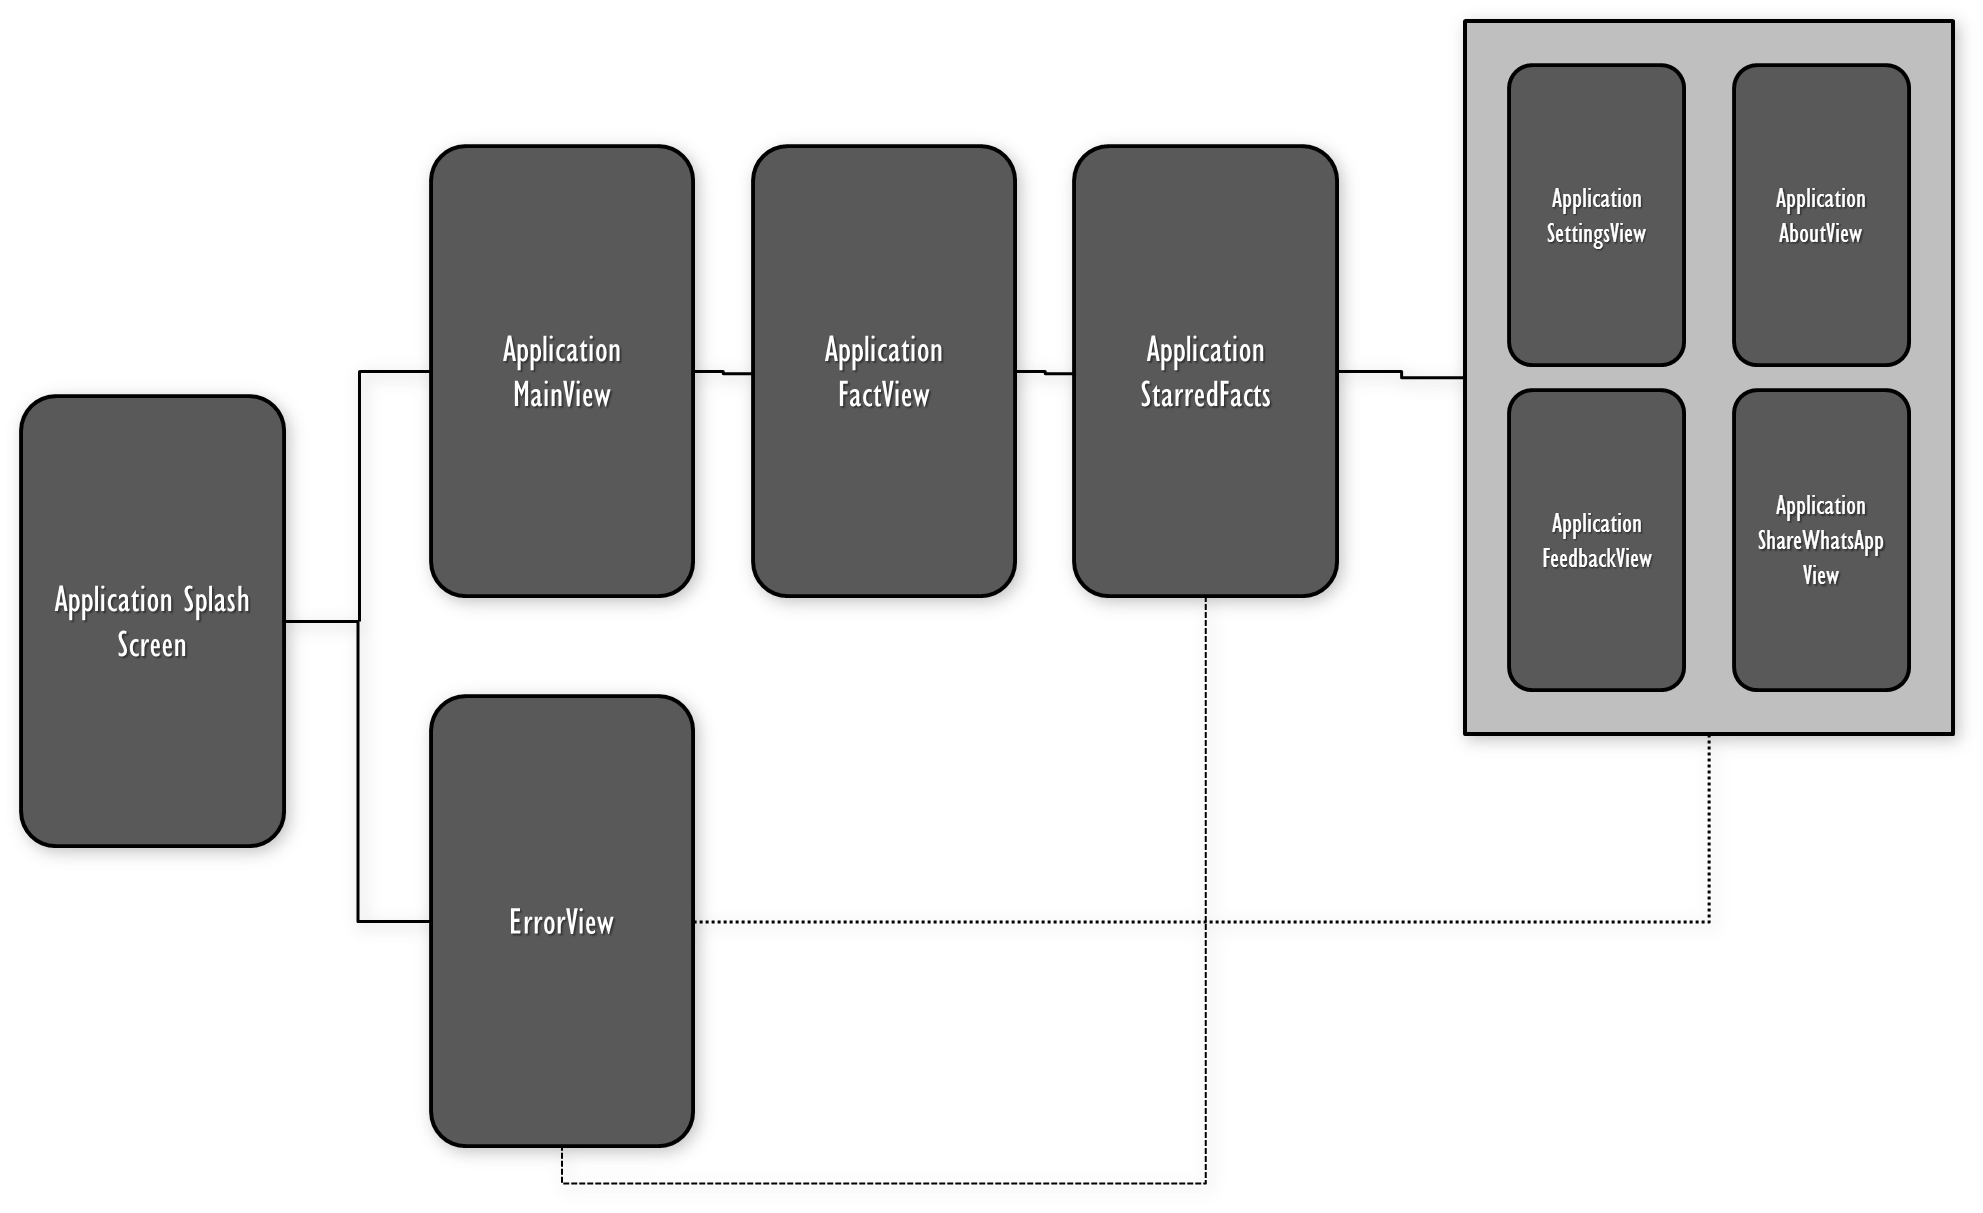 Application Splash
Screen
Application
MainView
Application
FactView
Application
StarredFacts
Application
SettingsView
Application
AboutView
Application
FeedbackView
Application
ShareWhatsApp
View
ErrorView